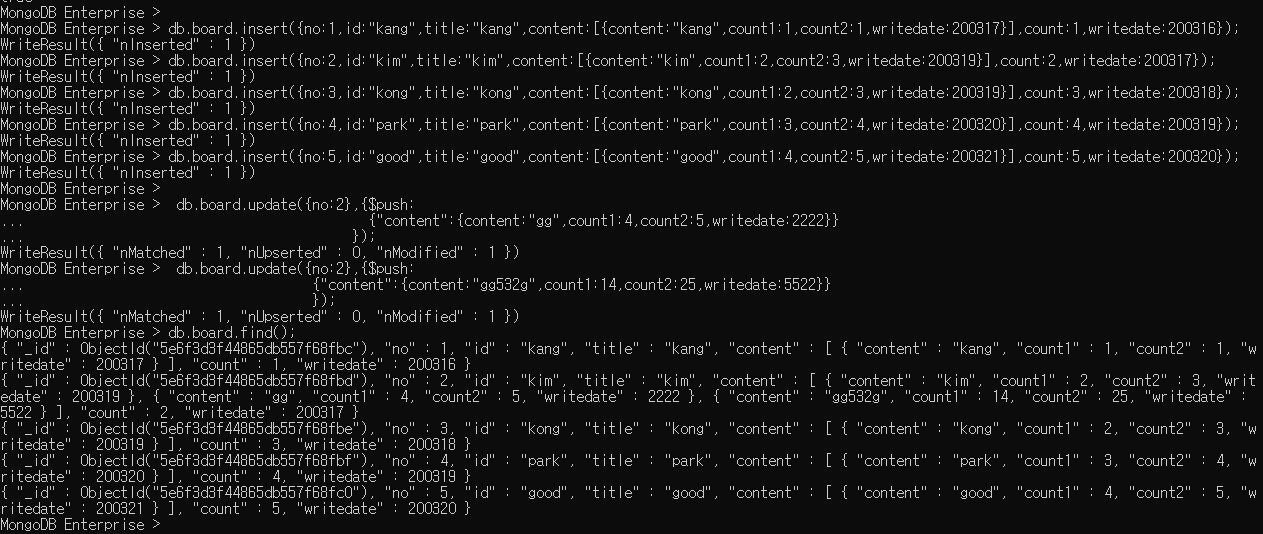 true
MongoDB Enterprise >
MongoDB Enterprise > db.board.insert({no:1,id:"kang",title:"kang",content:[{content:"kang",count1:1,count2:1,writedate:200317}],count:1,writedate:200316});
WriteResult({ "nInserted" : 1 })
MongoDB Enterprise > db.board.insert({no:2,id:"kim",title:"kim",content:[{content:"kim",count1:2,count2:3,writedate:200319}],count:2,writedate:200317});
WriteResult({ "nInserted" : 1 })
MongoDB Enterprise > db.board.insert({no:3,id:"kong",title:"kong",content:[{content:"kong",count1:2,count2:3,writedate:200319}],count:3,writedate:200318});
WriteResult({ "nInserted" : 1 })
MongoDB Enterprise > db.board.insert({no:4,id:"park",title:"park",content:[{content:"park",count1:3,count2:4,writedate:200320}],count:4,writedate:200319});
WriteResult({ "nInserted" : 1 })
MongoDB Enterprise > db.board.insert({no:5,id:"good",title:"good",content:[{content:"good",count1:4,count2:5,writedate:200321}],count:5,writedate:200320});
WriteResult({ "nInserted" : 1 })
MongoDB Enterprise >
MongoDB Enterprise >  db.board.update({no:2},{$push:
...                                           {"content":{content:"gg",count1:4,count2:5,writedate:2222}}
...                                         });
WriteResult({ "nMatched" : 1, "nUpserted" : 0, "nModified" : 1 })
MongoDB Enterprise >  db.board.update({no:2},{$push:
...                                    {"content":{content:"gg532g",count1:14,count2:25,writedate:5522}}
...                                    });
WriteResult({ "nMatched" : 1, "nUpserted" : 0, "nModified" : 1 })
MongoDB Enterprise > db.board.find();
{ "_id" : ObjectId("5e6f3d3f44865db557f68fbc"), "no" : 1, "id" : "kang", "title" : "kang", "content" : [ { "content" : "kang", "count1" : 1, "count2" : 1, "w
ritedate" : 200317 } ], "count" : 1, "writedate" : 200316 }
{ "_id" : ObjectId("5e6f3d3f44865db557f68fbd"), "no" : 2, "id" : "kim", "title" : "kim", "content" : [ { "content" : "kim", "count1" : 2, "count2" : 3, "writ
edate" : 200319 }, { "content" : "gg", "count1" : 4, "count2" : 5, "writedate" : 2222 }, { "content" : "gg532g", "count1" : 14, "count2" : 25, "writedate" :
5522 } ], "count" : 2, "writedate" : 200317 }
{ "_id" : ObjectId("5e6f3d3f44865db557f68fbe"), "no" : 3, "id" : "kong", "title" : "kong", "content" : [ { "content" : "kong", "count1" : 2, "count2" : 3, "w
ritedate" : 200319 } ], "count" : 3, "writedate" : 200318 }
{ "_id" : ObjectId("5e6f3d3f44865db557f68fbf"), "no" : 4, "id" : "park", "title" : "park", "content" : [ { "content" : "park", "count1" : 3, "count2" : 4, "w
ritedate" : 200320 } ], "count" : 4, "writedate" : 200319 }
{ "_id" : ObjectId("5e6f3d3f44865db557f68fc0"), "no" : 5, "id" : "good", "title" : "good", "content" : [ { "content" : "good", "count1" : 4, "count2" : 5, "w
ritedate" : 200321 } ], "count" : 5, "writedate" : 200320 }
MongoDB Enterprise >